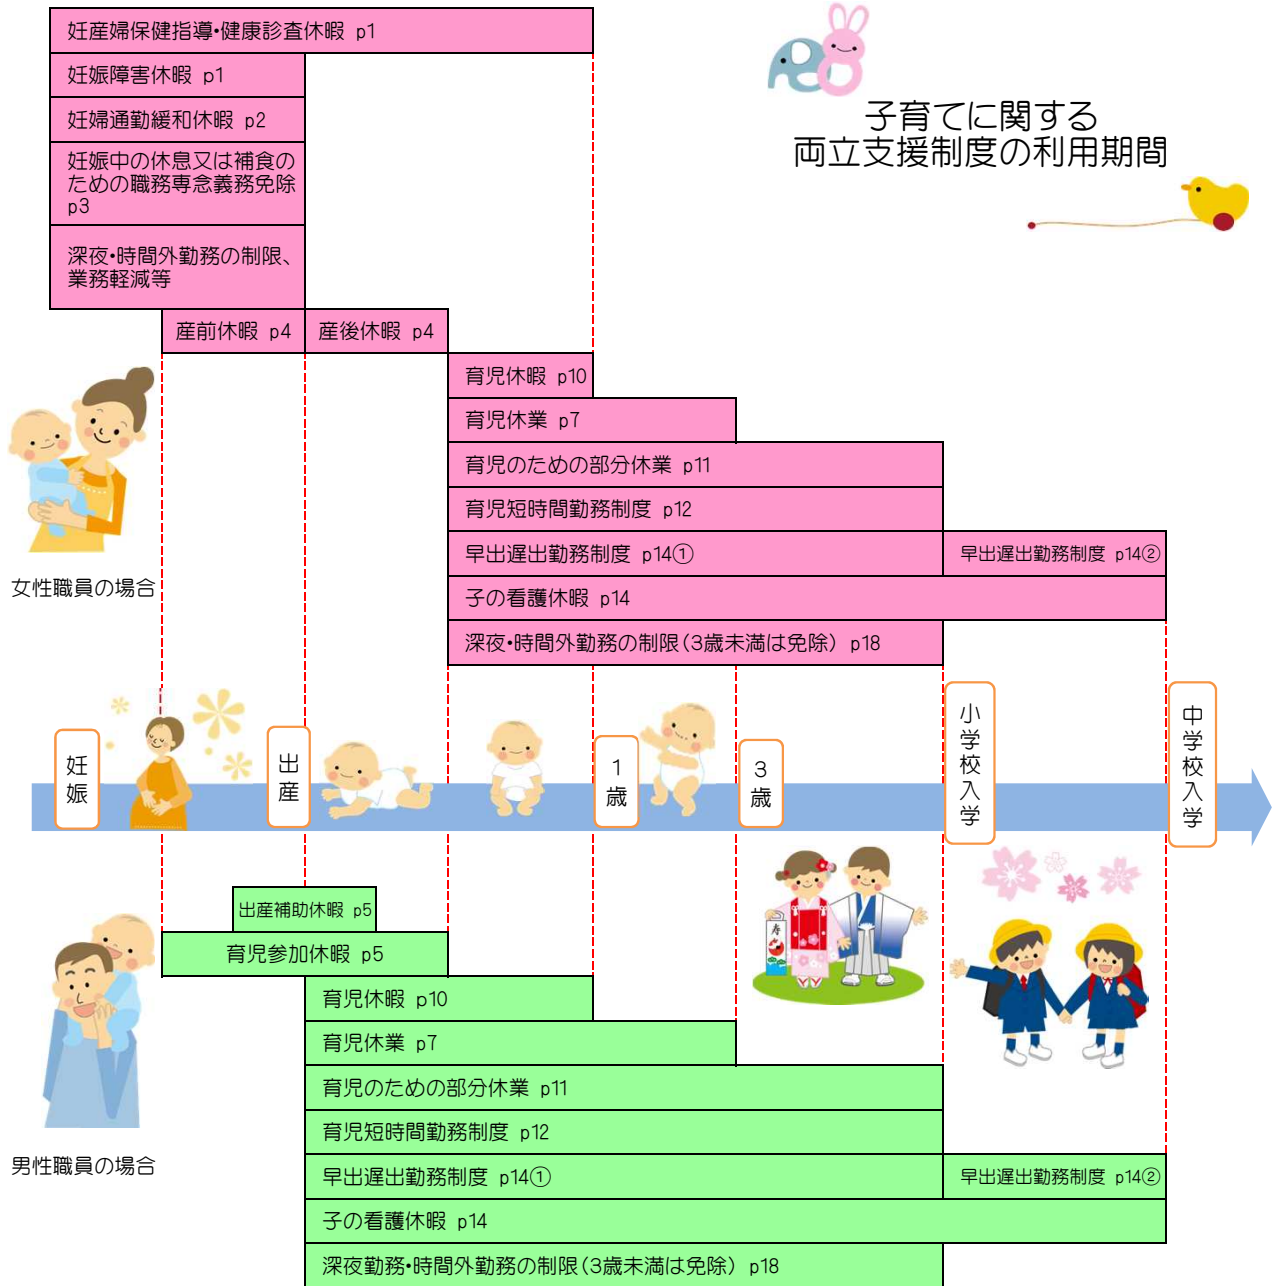 妊産婦保健指導・健康診査休暇 p1
妊娠障害休暇 p1
妊婦通勤緩和休暇 p2
妊娠中の休息又は補食の
ための職務専念義務免除
p3
深夜・時間外勤務の制限、
業務軽減等
子育てに関する
両立支援制度の利用期間
産前休暇 p4
産後休暇 p4
育児休暇 p10
育児休業 p7
育児のための部分休業 p11
育児短時間勤務制度 p12
早出遅出勤務制度 p14①
早出遅出勤務制度 p14②
子の看護休暇 p14
深夜・時間外勤務の制限（3歳未満は免除） p18
女性職員の場合
妊娠
出産
1歳
3歳
小学校入学
中学校入学
出産補助休暇 p5
育児参加休暇 p5
育児休暇 p10
育児休業 p7
育児のための部分休業 p11
育児短時間勤務制度 p12
早出遅出勤務制度 p14①
早出遅出勤務制度 p14②
子の看護休暇 p14
深夜勤務・時間外勤務の制限（3歳未満は免除） p18
男性職員の場合
寿